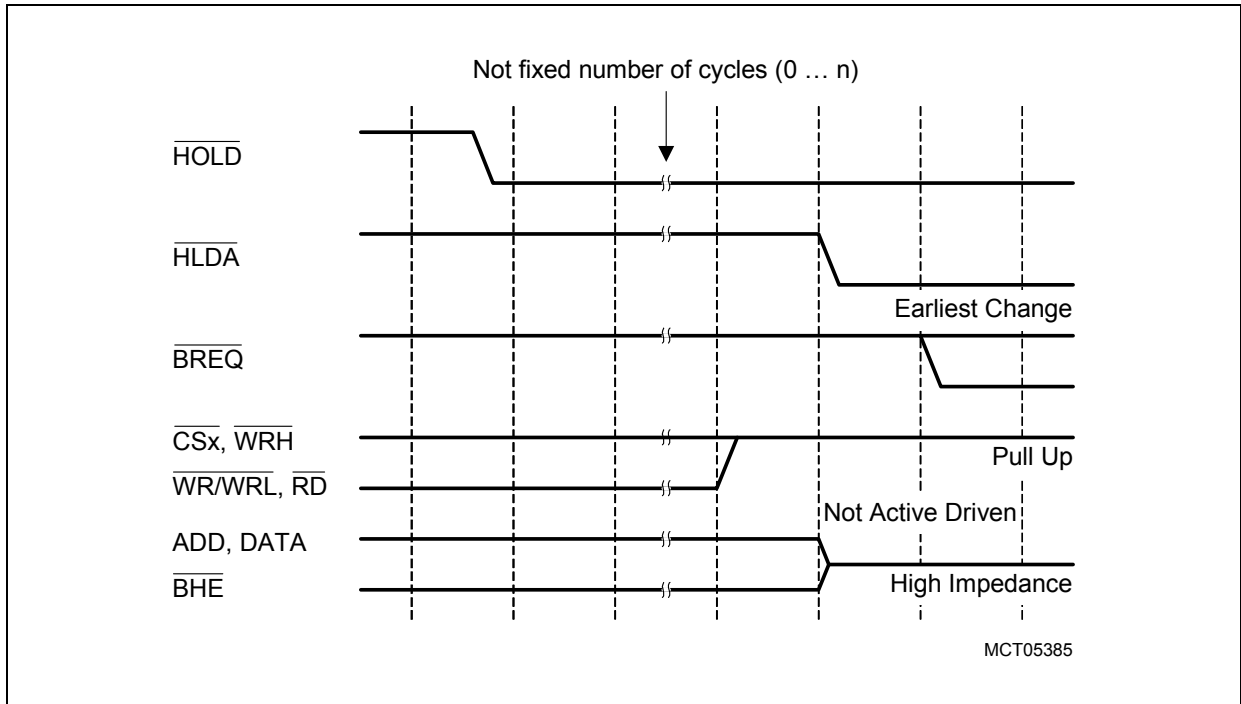 Not fixed number of cycles (0 … n)
HOLD
HLDA
Earliest Change
BREQ
CSx, WRH
Pull Up
WR/WRL, RD
Not Active Driven
ADD, DATA
BHE
High Impedance
MCT05385